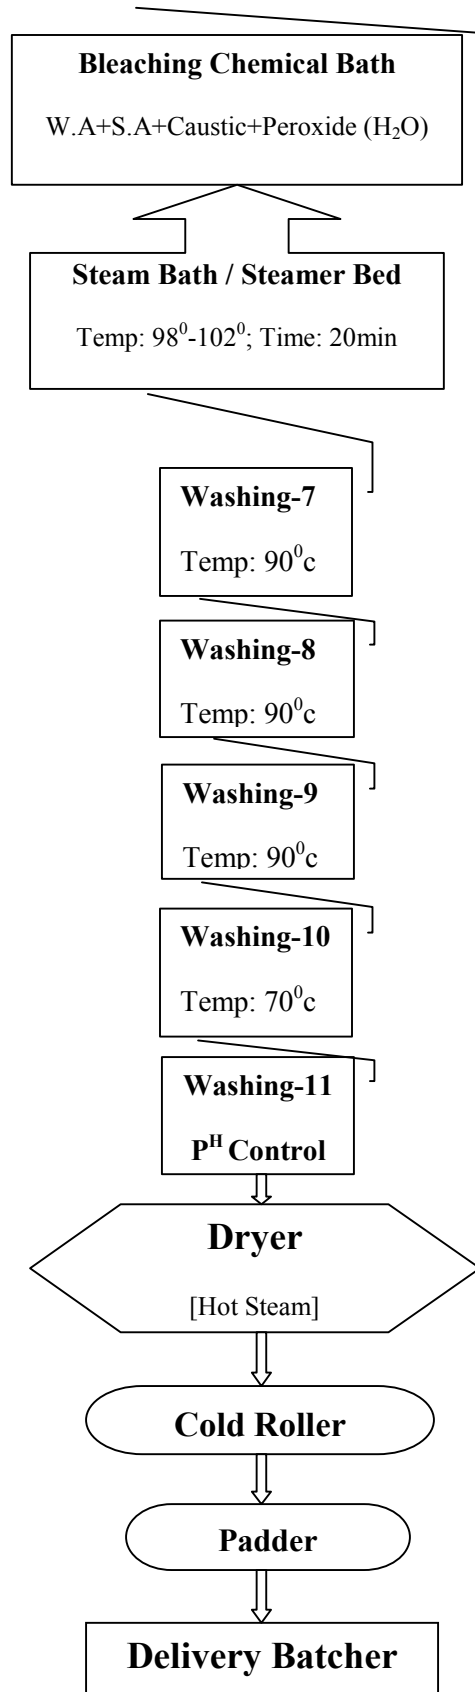 Bleaching Chemical Bath
W.A+S.A+Caustic+Peroxide (H₂O)
Steam Bath / Steamer Bed
Temp: 98⁰-102⁰; Time: 20min
Washing-7
Temp: 90⁰c
Washing-8
Temp: 90⁰c
Washing-9
Temp: 90⁰c
Washing-10
Temp: 70⁰c
Washing-11
Pᴴ Control
Dryer
[Hot Steam]
Cold Roller
Padder
Delivery Batcher